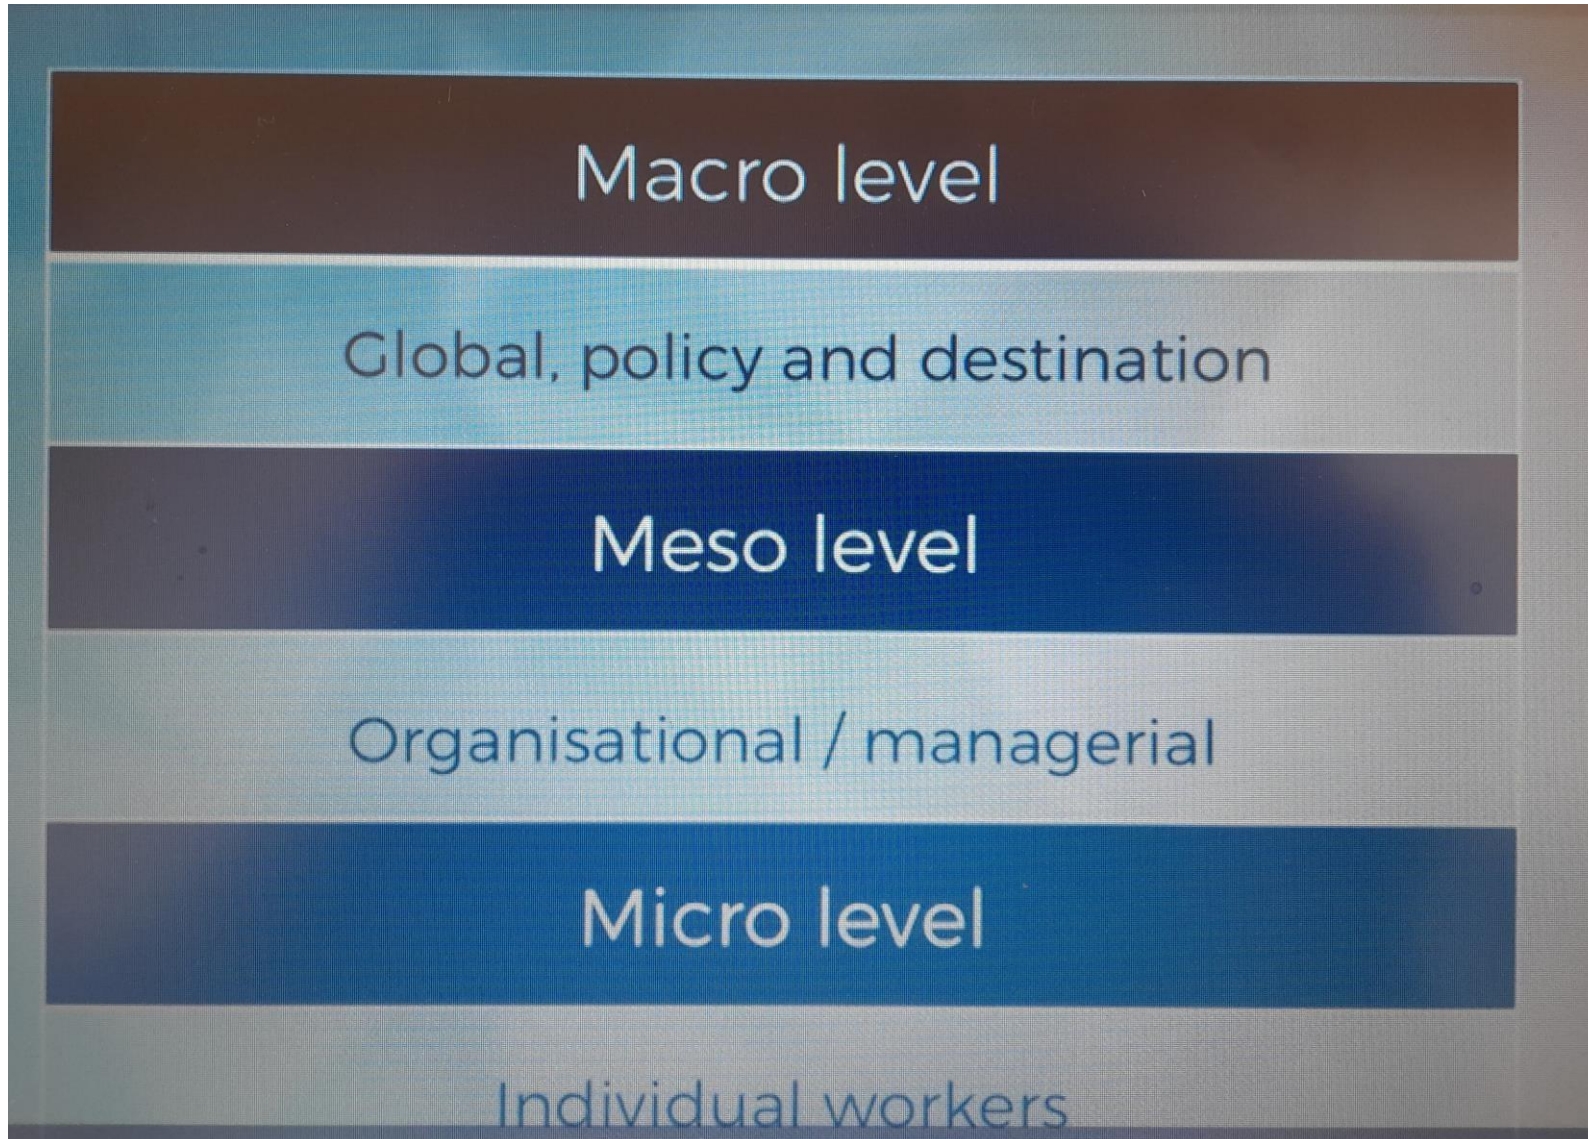 Macro level
Global, policy and destination
Meso level
Organisational / managerial
Micro level
Individual workers